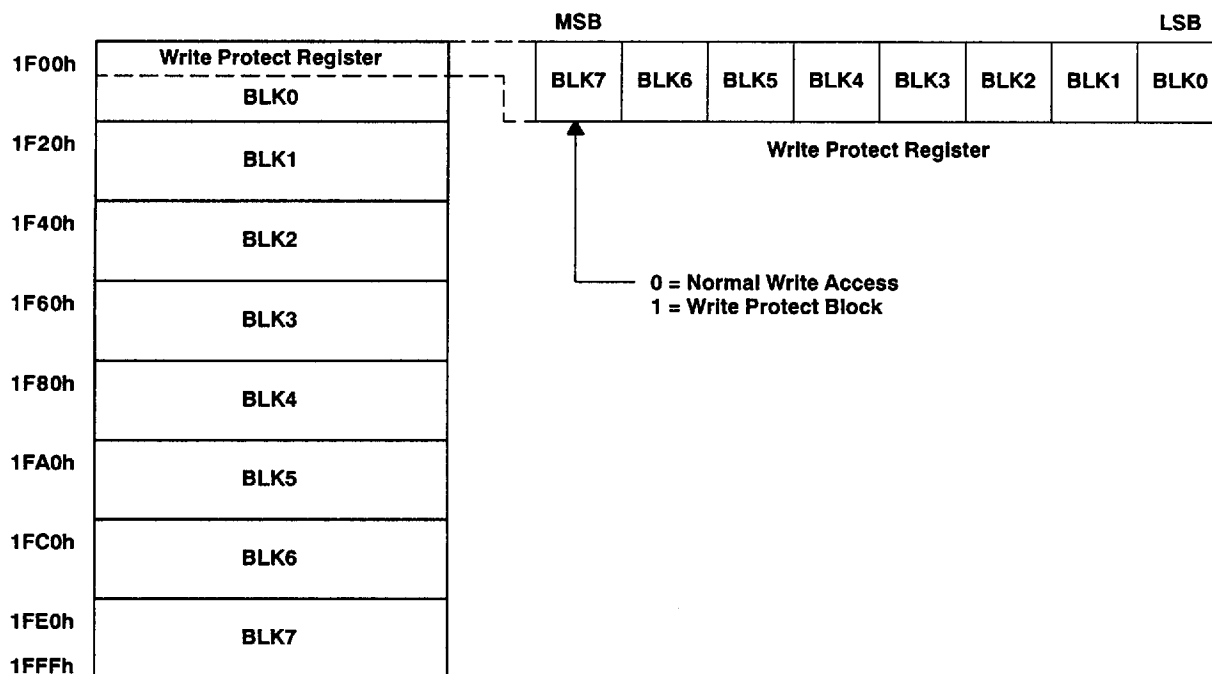 MSB LSB
1F00h Write Protect Register
BLK7 BLK6 BLK5 BLK4 BLK3 BLK2 BLK1 BLK0
BLK0
1F20h
BLK1
Write Protect Register
1F40h
BLK2
0 = Normal Write Access
1 = Write Protect Block
1F60h
BLK3
1F80h
BLK4
1FA0h
BLK5
1FC0h
BLK6
1FE0h
BLK7
1FFFh